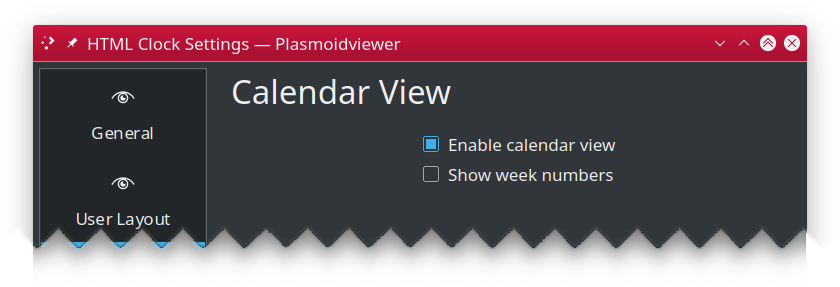 HTML Clock Settings — Plasmoidviewer
General
User Layout
Calendar View
Enable calendar view
Show week numbers